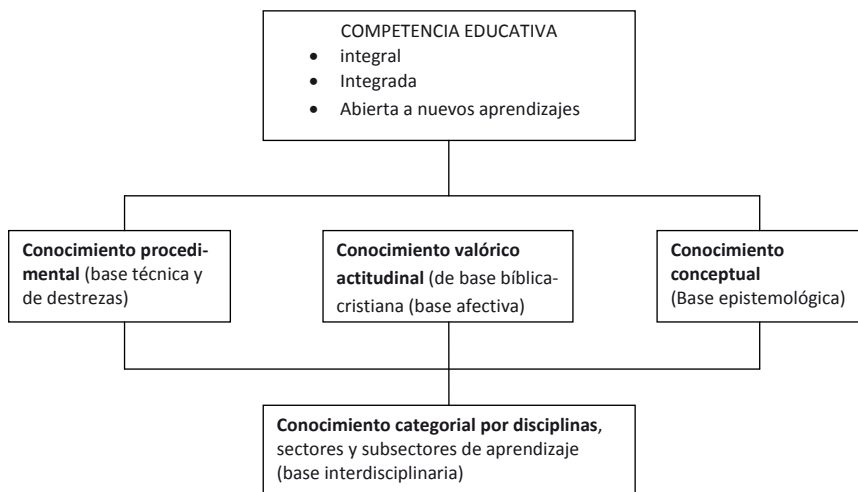 COMPETENCIA EDUCATIVA
• integral
• Integrada
• Abierta a nuevos aprendizajes
Conocimiento procedi-
mental (base técnica y
de destrezas)
Conocimiento valórico
actitudinal (de base bíblica-
cristiana (base afectiva)
Conocimiento
conceptual
(Base epistemológica)
Conocimiento categorial por disciplinas,
sectores y subsectores de aprendizaje
(base interdisciplinaria)